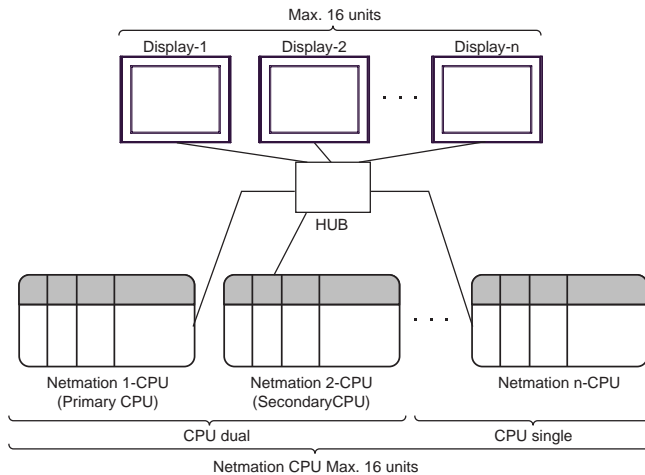 Max. 16 units
Display-1
Display-2
Display-n
. . .
HUB
. . .
Netmation 1-CPU
(Primary CPU)
Netmation 2-CPU
(SecondaryCPU)
Netmation n-CPU
CPU dual
CPU single
Netmation CPU Max. 16 units